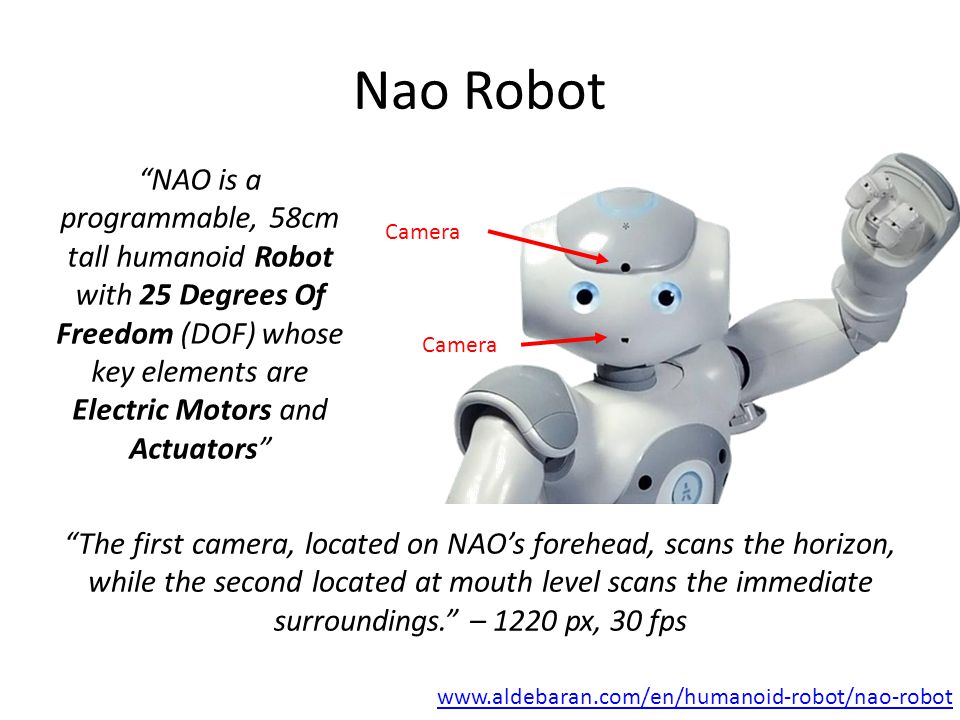 Nao Robot
“NAO is a
programmable, 58cm
tall humanoid Robot
with 25 Degrees Of
Freedom (DOF) whose
key elements are
Electric Motors and
Actuators”
Camera
Camera
“The first camera, located on NAO’s forehead, scans the horizon,
while the second located at mouth level scans the immediate
surroundings.” – 1220 px, 30 fps
www.aldebaran.com/en/humanoid-robot/nao-robot